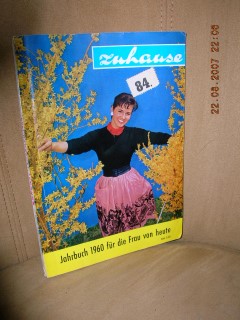 zuhause
84.
Jahrbuch 1960 für die Frau von heute
22-08-2007 22:06